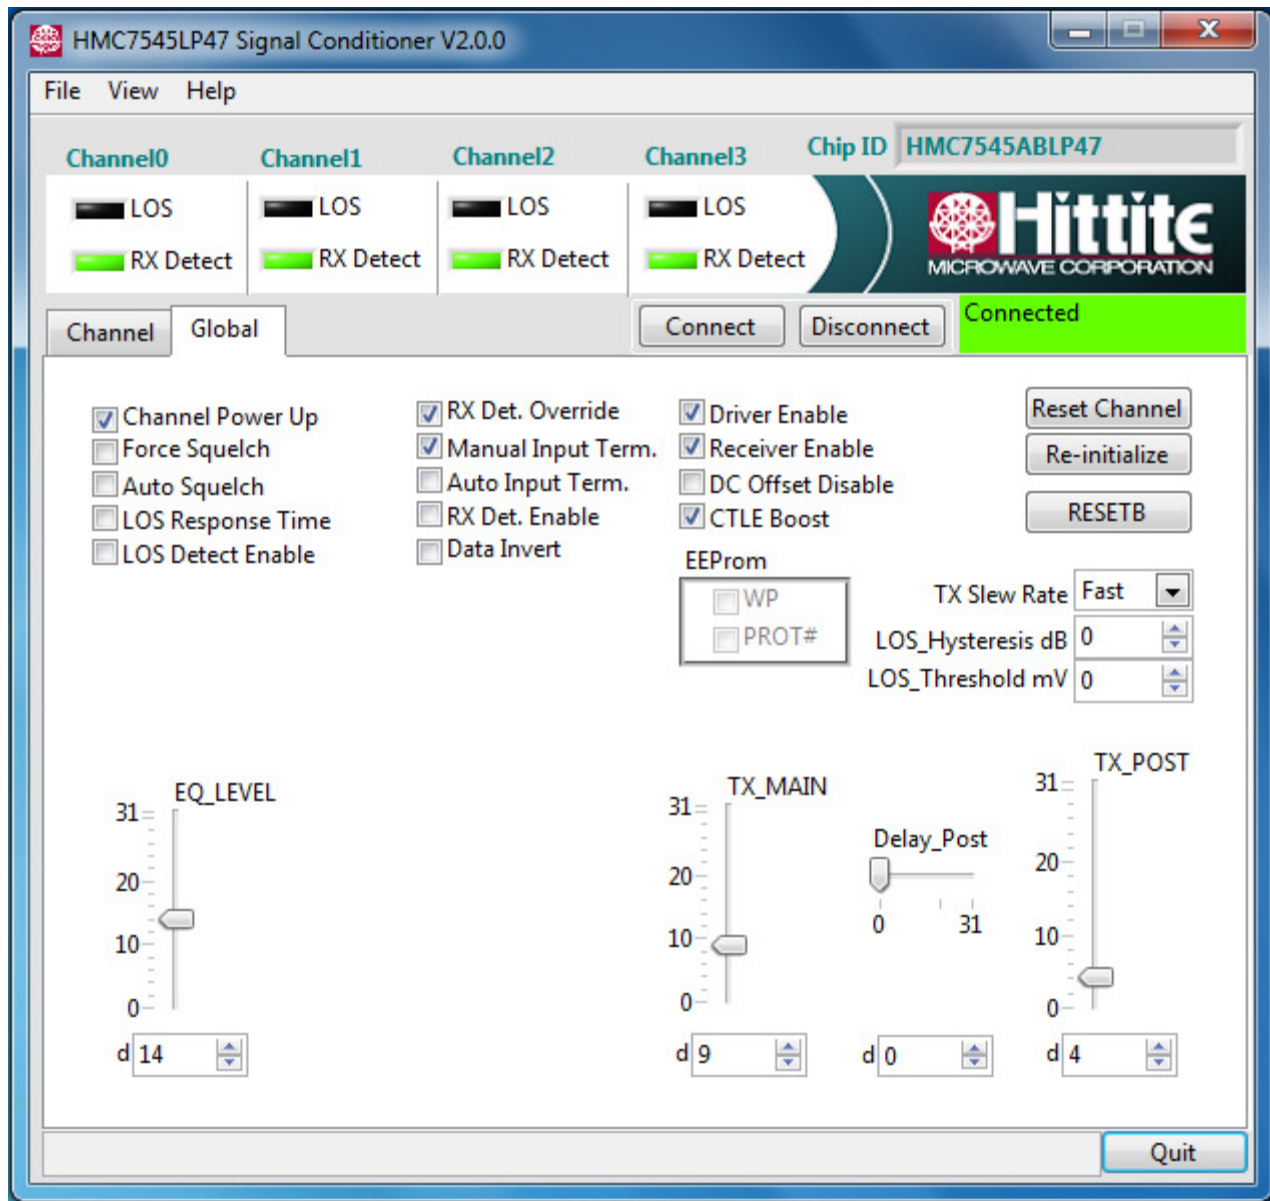 HMC7545LP47 Signal Conditioner V2.0.0
File View Help
Channel0 Channel1 Channel2 Channel3 Chip ID HMC7545ABLP47
LOS LOS LOS LOS
RX Detect RX Detect RX Detect RX Detect
Hittite
MICROWAVE CORPORATION
Channel Global Connect Disconnect Connected
Channel Power Up RX Det. Override Driver Enable Reset Channel
Force Squelch Manual Input Term. Receiver Enable Re-initialize
Auto Squelch Auto Input Term. DC Offset Disable
LOS Response Time RX Det. Enable CTLE Boost RESETB
LOS Detect Enable Data Invert
EEProm
WP TX Slew Rate Fast
PROT# LOS_Hysteresis dB 0
LOS_Threshold mV 0
EQ_LEVEL TX_MAIN TX_POST
31 31 31
Delay_Post
20 20 20
10 10 0 31 10
0 0 0
d 14 d 9 d 0 d 4
Quit